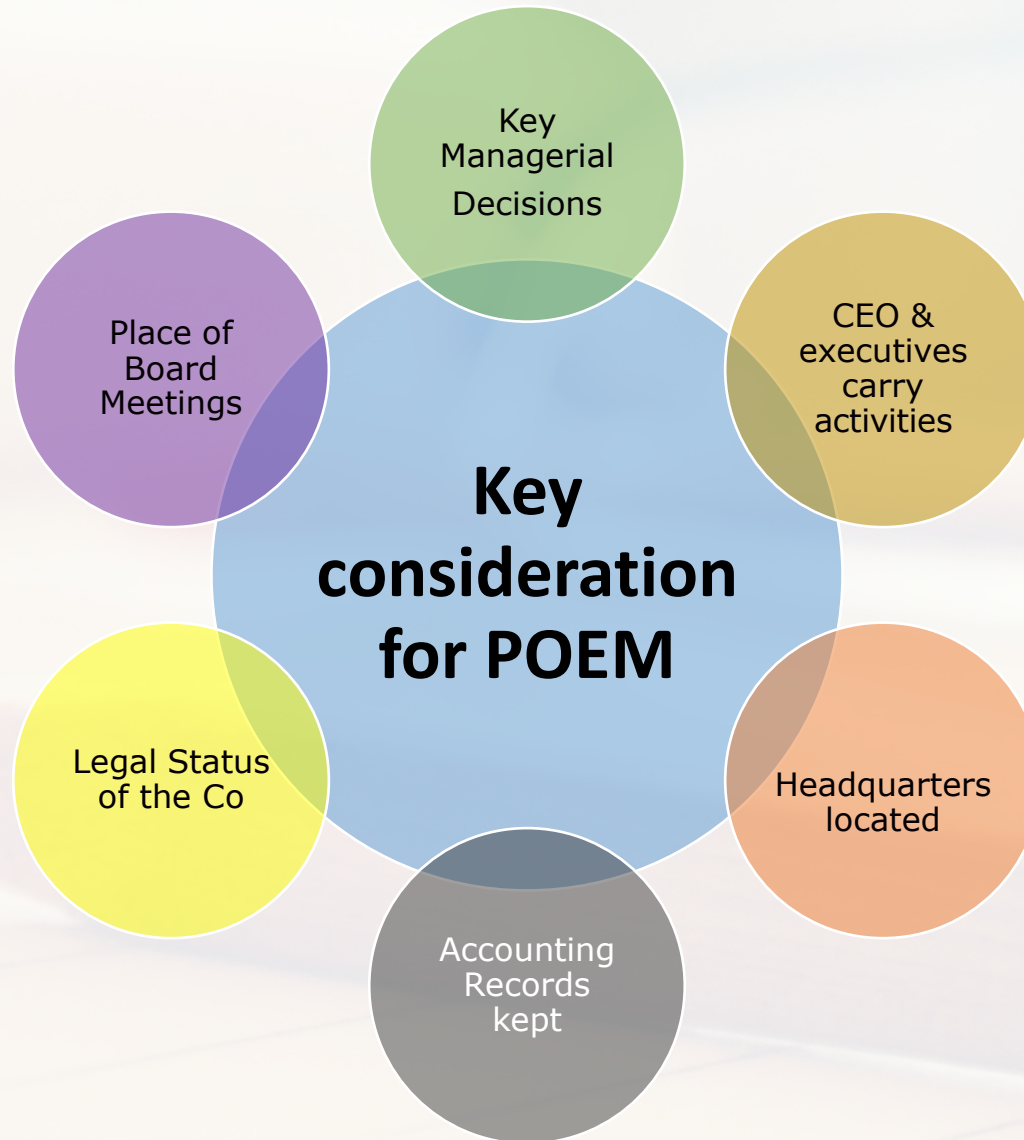 Key
Managerial
Decisions
CEO &
executives
carry
activities
Headquarters
located
Accounting
Records
kept
Legal Status
of the Co
Place of
Board
Meetings
Key
consideration
for POEM